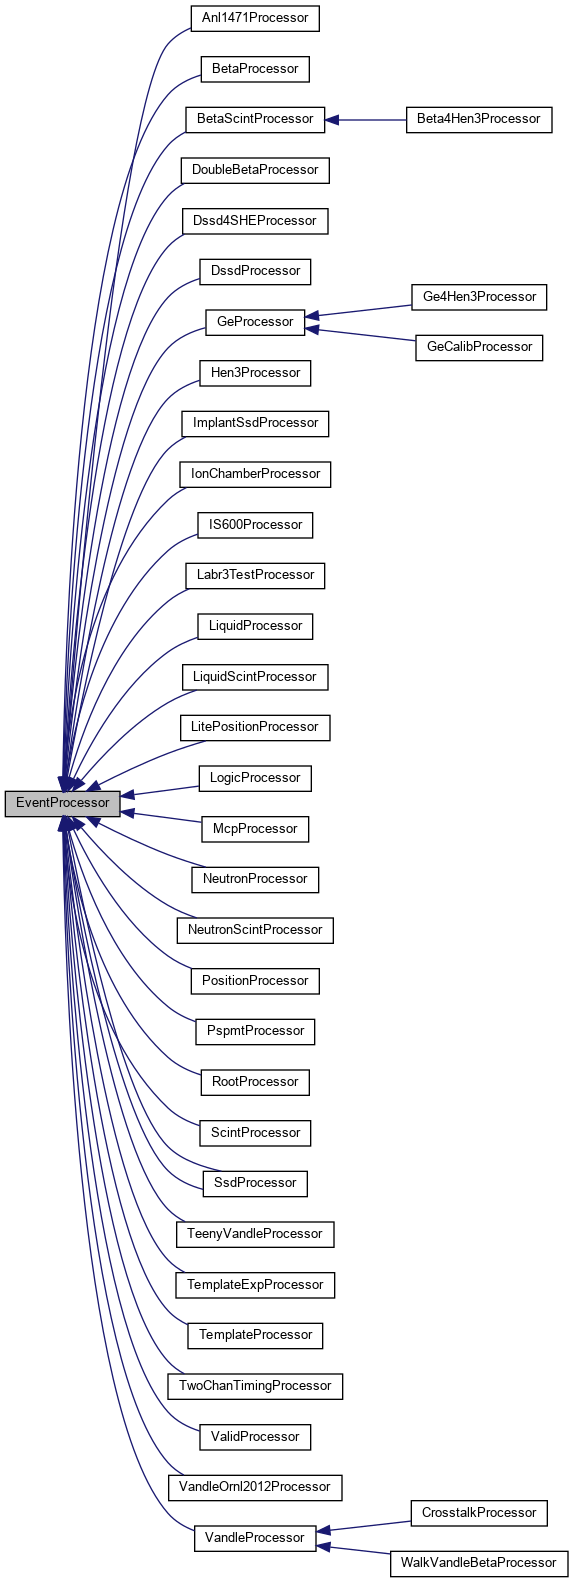 Anl1471Processor
BetaProcessor
BetaScintProcessor
Beta4Hen3Processor
DoubleBetaProcessor
Dssd4SHEProcessor
DssdProcessor
Ge4Hen3Processor
GeProcessor
GeCalibProcessor
Hen3Processor
ImplantSsdProcessor
IonChamberProcessor
IS600Processor
Labr3TestProcessor
LiquidProcessor
LiquidScintProcessor
LitePositionProcessor
LogicProcessor
EventProcessor
McpProcessor
NeutronProcessor
NeutronScintProcessor
PositionProcessor
PspmtProcessor
RootProcessor
ScintProcessor
SsdProcessor
TeenyVandleProcessor
TemplateExpProcessor
TemplateProcessor
TwoChanTimingProcessor
ValidProcessor
VandleOrnl2012Processor
CrosstalkProcessor
VandleProcessor
WalkVandleBetaProcessor